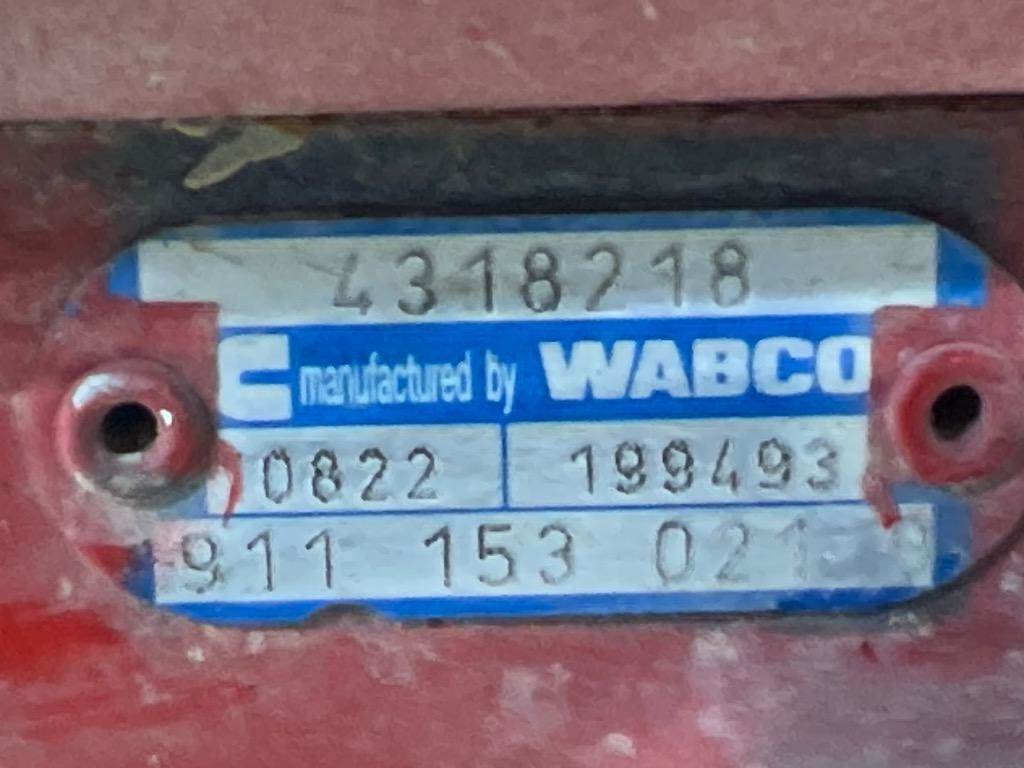 4318218
manufactured by WABCO
0822 199493
911 153 021